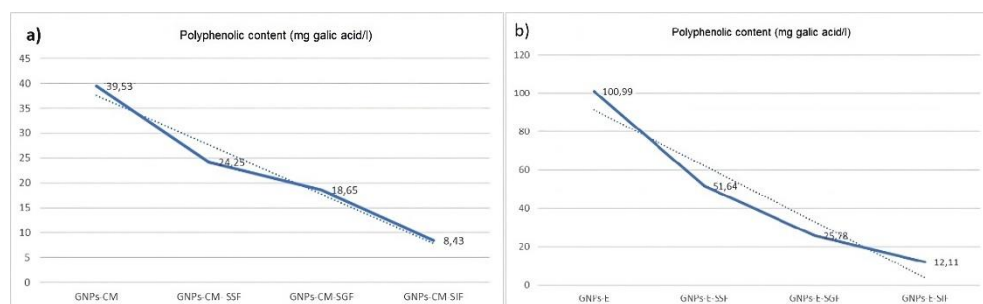 a)
Polyphenolic content (mg galic acid/l)
45
40
35
30
25
20
15
10
5
0
39,53
24,25
18,65
8,43
GNPs-CM
GNPs-CM- SSF
GNPs-CM-SGF
GNPs-CM SIF
b)
Polyphenolic content (mg galic acid/l)
120
100
80
60
40
20
0
100,99
51,64
25,78
12,11
GNPs-E
GNPs-E-SSF
GNPs-E-SGF
GNPs-E-SIF